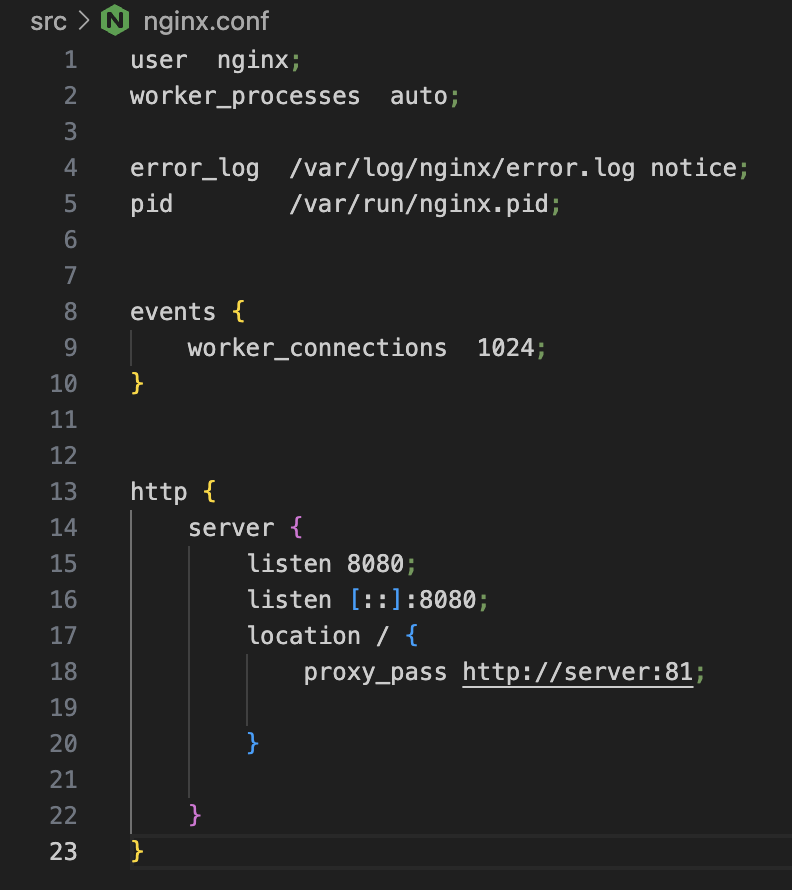 src > nginx.conf
1 user  nginx;
2 worker_processes  auto;
3
4 error_log  /var/log/nginx/error.log notice;
5 pid        /var/run/nginx.pid;
6
7
8 events {
9     worker_connections  1024;
10 }
11
12
13 http {
14     server {
15         listen 8080;
16         listen [::]:8080;
17         location / {
18             proxy_pass http://server:81;
19
20         }
21
22     }
23 }